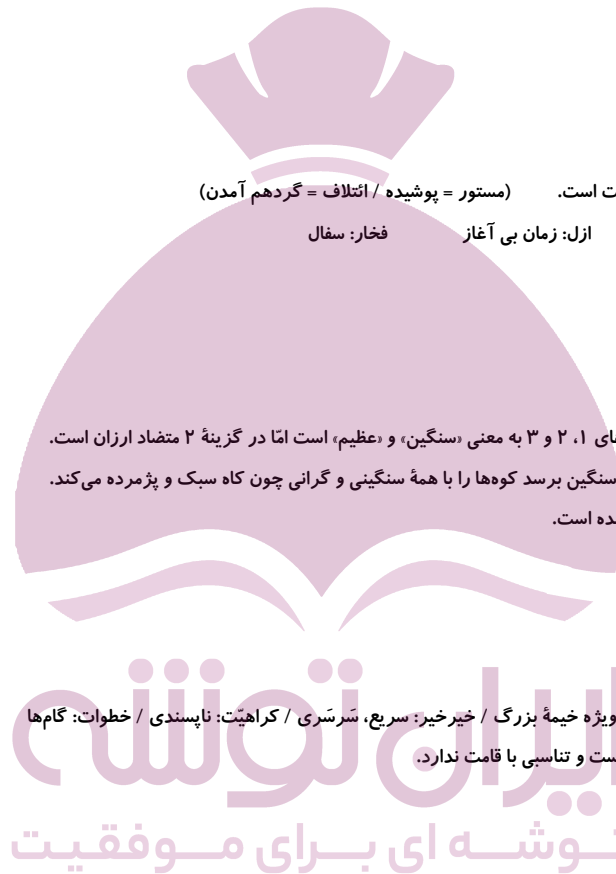 ت است. (مستور = پوشیده / ائتلاف = گردهم آمدن)
ازل: زمان بی آغاز فخار: سفال
های ۱، ۲ و ۳ به معنی «سنگین» و «عظیم» است امّا در گزینهٔ ۲ متضاد ارزان است.
سنگین برسد کوه‌ها را با همهٔ سنگینی و گرانی چون کاه سبک و پژمرده می‌کند.
ده است.
ویژه خیمهٔ بزرگ / خیرخیر: سریع، سَرسَری / کراهیّت: ناپسندی / خطوات: گام‌ها
ست و تناسبی با قامت ندارد.
ایران توشه
توشه ای برای موفقیت